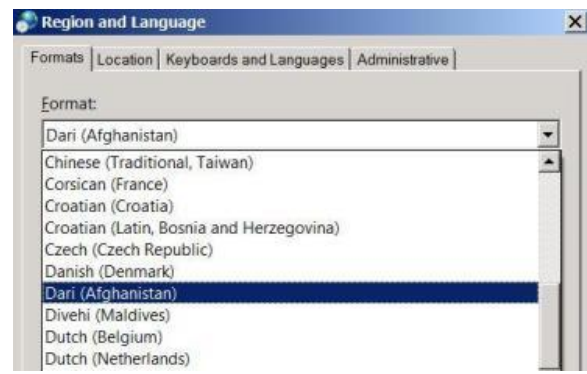 Region and Language
Formats Location Keyboards and Languages Administrative
Format:
Dari (Afghanistan)
Chinese (Traditional, Taiwan)
Corsican (France)
Croatian (Croatia)
Croatian (Latin, Bosnia and Herzegovina)
Czech (Czech Republic)
Danish (Denmark)
Dari (Afghanistan)
Divehi (Maldives)
Dutch (Belgium)
Dutch (Netherlands)